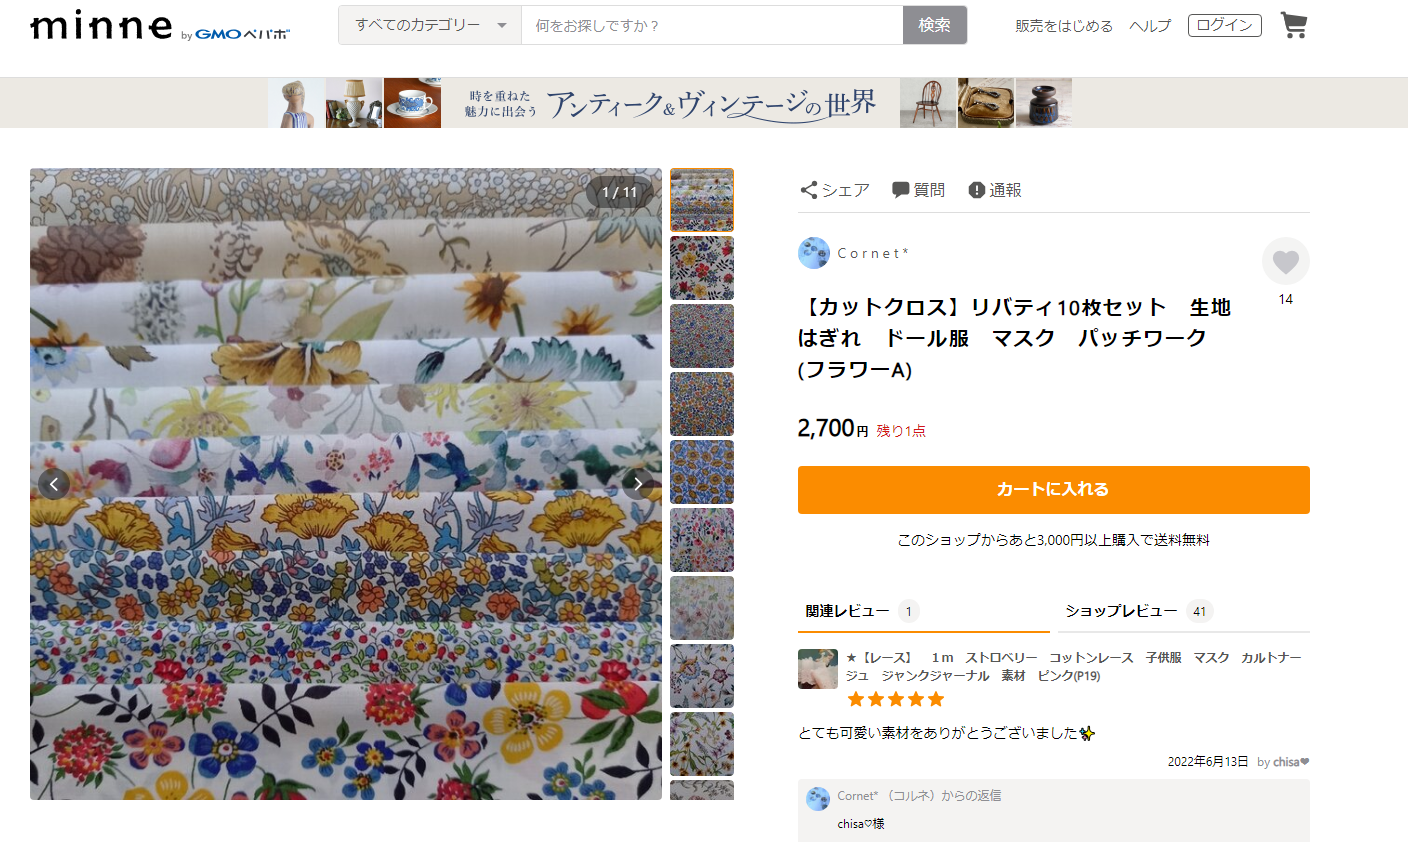 minne by GMOペパボ
すべてのカテゴリー
何をお探しですか？
検索
販売をはじめる
ヘルプ
ログイン
時を重ねた
魅力に出会う
アンティーク&ヴィンテージの世界
1 / 11
シェア
質問
通報
Cornet*
14
【カットクロス】リバティ10枚セット　生地
はぎれ　ドール服　マスク　パッチワーク
(フラワーA)
2,700円 残り1点
カートに入れる
このショップからあと3,000円以上購入で送料無料
関連レビュー 1
ショップレビュー 41
★【レース】　１ｍ　ストロベリー　コットンレース　子供服　マスク　カルトナー
ジュ　ジャンクジャーナル　素材　ピンク(P19)
★★★★★
とても可愛い素材をありがとうございました✨
2022年6月13日 by chisa❤
Cornet* （コルネ）からの返信
chisa♡様